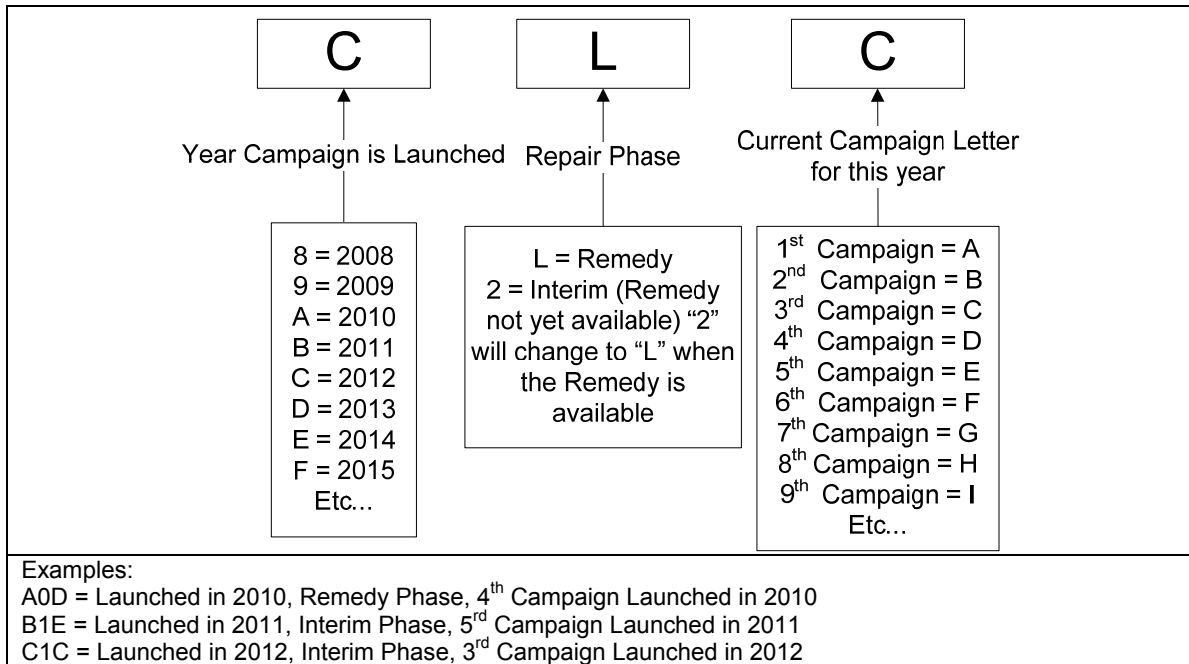 C
L
C
Year Campaign is Launched
Repair Phase
Current Campaign Letter
for this year
8 = 2008
9 = 2009
A = 2010
B = 2011
C = 2012
D = 2013
E = 2014
F = 2015
Etc...
L = Remedy
2 = Interim (Remedy
not yet available) “2”
will change to “L” when
the Remedy is
available
1st Campaign = A
2nd Campaign = B
3rd Campaign = C
4th Campaign = D
5th Campaign = E
6th Campaign = F
7th Campaign = G
8th Campaign = H
9th Campaign = I
Etc...
Examples:
A0D = Launched in 2010, Remedy Phase, 4th Campaign Launched in 2010
B1E = Launched in 2011, Interim Phase, 5rd Campaign Launched in 2011
C1C = Launched in 2012, Interim Phase, 3rd Campaign Launched in 2012